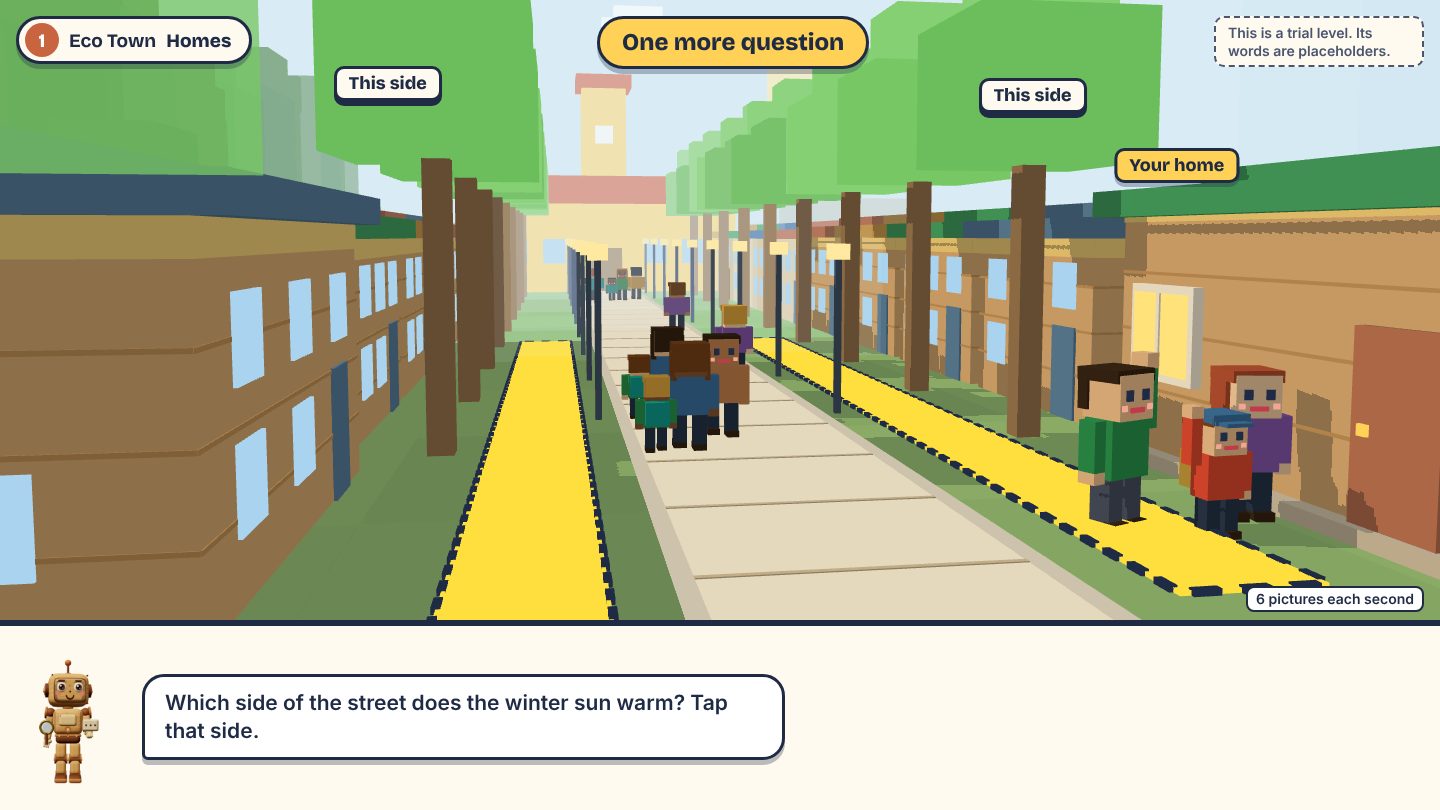 1 Eco Town Homes
One more question
This is a trial level. Its
words are placeholders.
This side
This side
Your home
6 pictures each second
Which side of the street does the winter sun warm? Tap
that side.